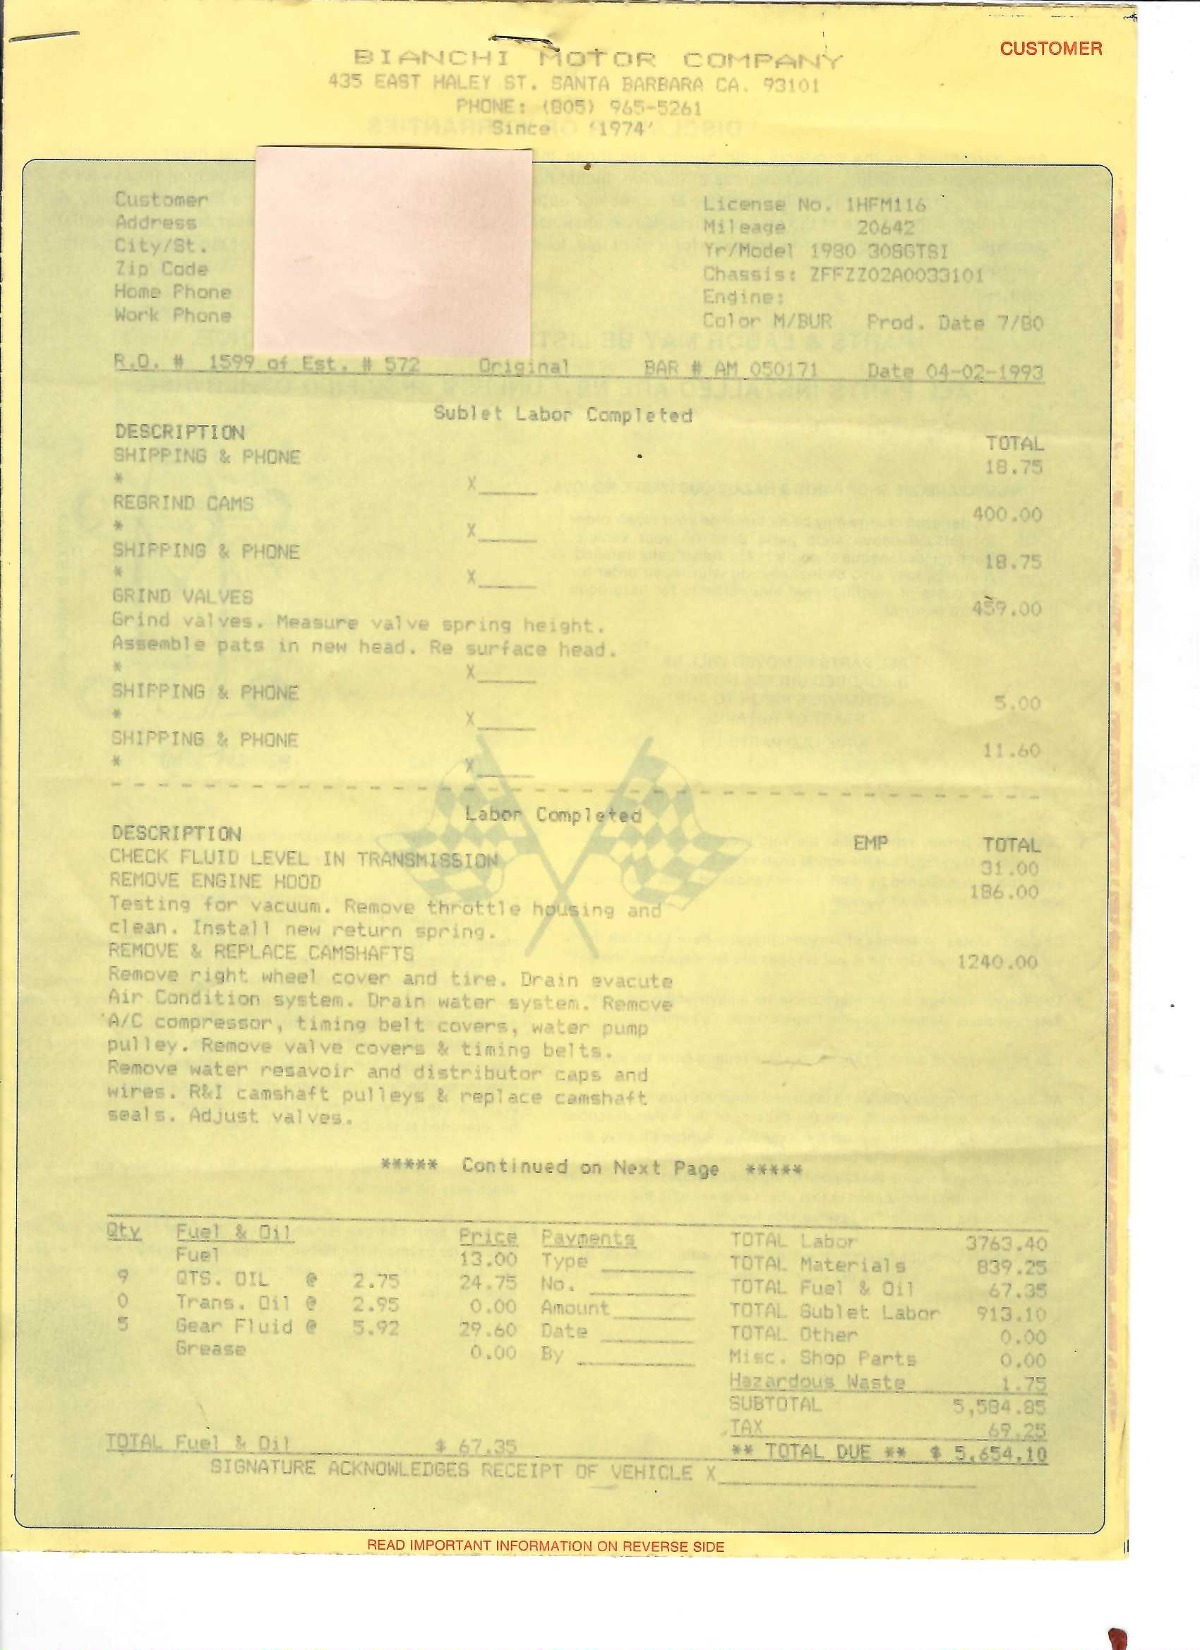 CUSTOMER
BIANCHI MOTOR COMPANY
435 EAST HALEY ST. SANTA BARBARA CA. 93101
PHONE: (805) 965-5261
Since '1974'
Customer
Address
City/St.
Zip Code
Home Phone
Work Phone
License No. 1HFM116
Mileage 20642
Yr/Model 1980 308GTSI
Chassis: ZFFZZ02A0033101
Engine:
Color M/BUR Prod. Date 7/80
R.O. # 1599 of Est. # 572 Original BAR # AM 050171 Date 04-02-1993
Sublet Labor Completed
DESCRIPTION TOTAL
SHIPPING & PHONE 18.75
* X______
REGRIND CAMS 400.00
* X______
SHIPPING & PHONE 18.75
* X______
GRIND VALVES 459.00
Grind valves. Measure valve spring height.
Assemble pats in new head. Re surface head.
* X______
SHIPPING & PHONE 5.00
* X______
SHIPPING & PHONE 11.60
* X______
Labor Completed
DESCRIPTION EMP TOTAL
CHECK FLUID LEVEL IN TRANSMISSION 31.00
REMOVE ENGINE HOOD 186.00
Testing for vacuum. Remove throttle housing and
clean. Install new return spring.
REMOVE & REPLACE CAMSHAFTS 1240.00
Remove right wheel cover and tire. Drain evacute
Air Condition system. Drain water system. Remove
A/C compressor, timing belt covers, water pump
pulley. Remove valve covers & timing belts.
Remove water resavoir and distributor caps and
wires. R&I camshaft pulleys & replace camshaft
seals. Adjust valves.
***** Continued on Next Page *****
Qty Fuel & Oil Price Payments
Fuel 13.00 Type ________
9 QTS. OIL @ 2.75 24.75 No. ________
0 Trans. Oil @ 2.95 0.00 Amount________
5 Gear Fluid @ 5.92 29.60 Date ________
Grease 0.00 By ________
TOTAL Fuel & Oil $ 67.35
TOTAL Labor 3763.40
TOTAL Materials 839.25
TOTAL Fuel & Oil 67.35
TOTAL Sublet Labor 913.10
TOTAL Other 0.00
Misc. Shop Parts 0.00
Hazardous Waste 1.75
SUBTOTAL 5,584.85
TAX 69.25
** TOTAL DUE ** $ 5,654.10
SIGNATURE ACKNOWLEDGES RECEIPT OF VEHICLE X________
READ IMPORTANT INFORMATION ON REVERSE SIDE